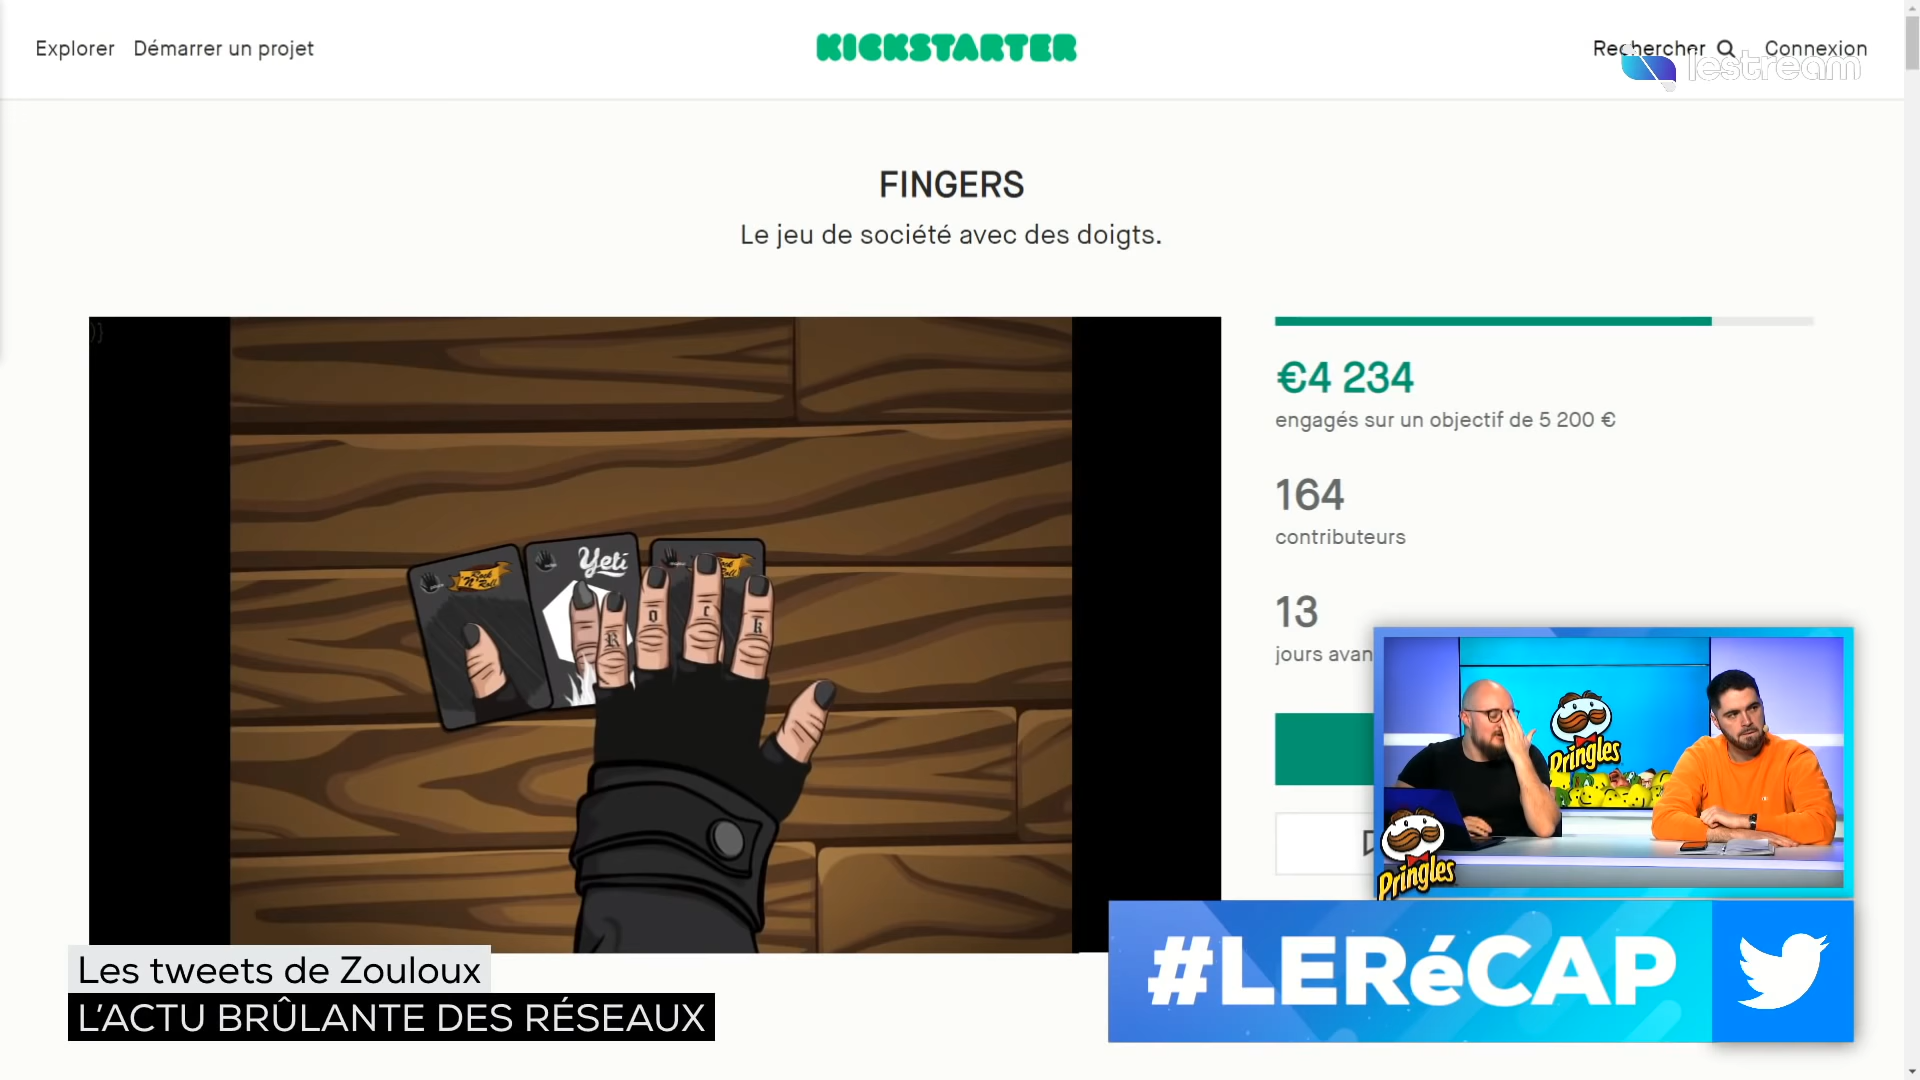 Explorer
Démarrer un projet
KICKSTARTER
Rechercher
Connexion
lestream
FINGERS
Le jeu de société avec des doigts.
)}
€4 234
engagés sur un objectif de 5 200 €
164
contributeurs
13
jours avan
Rock 'N' Roll
Yeti
R
o
c
k
Pringles
Pringles
Les tweets de Zouloux
L'ACTU BRÛLANTE DES RÉSEAUX
#LERéCAP